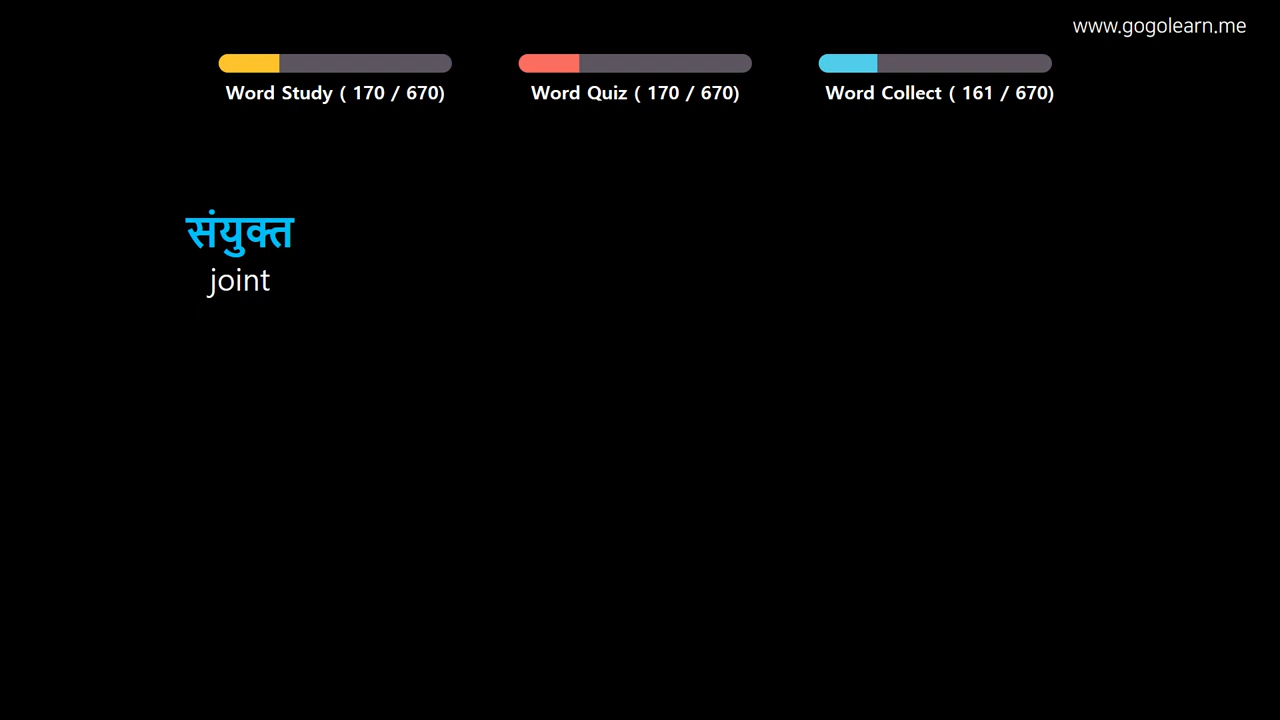 www.gogolearn.me
Word Study ( 170 / 670)
Word Quiz ( 170 / 670)
Word Collect ( 161 / 670)
संयुक्त
joint